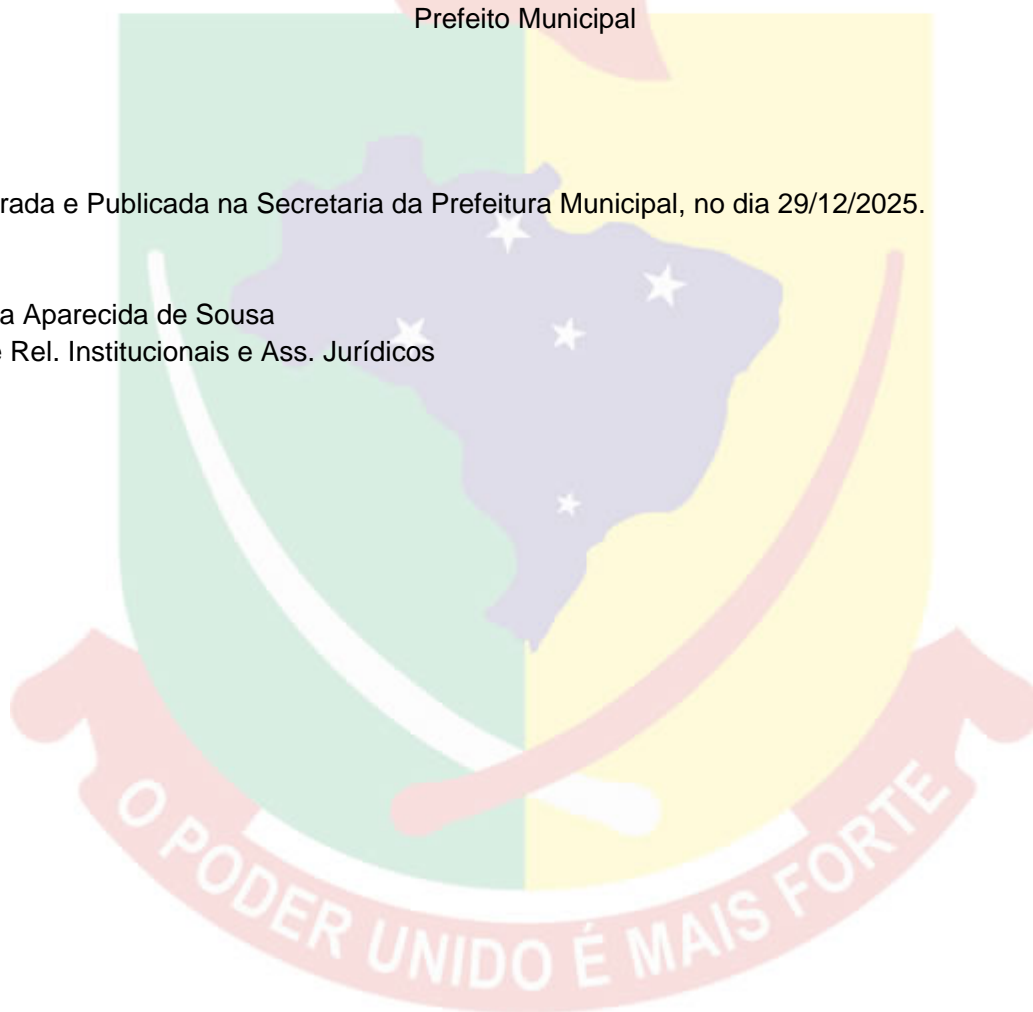 Prefeito Municipal
rada e Publicada na Secretaria da Prefeitura Municipal, no dia 29/12/2025.
a Aparecida de Sousa
e Rel. Institucionais e Ass. Jurídicos
O PODER UNIDO É MAIS FORTE